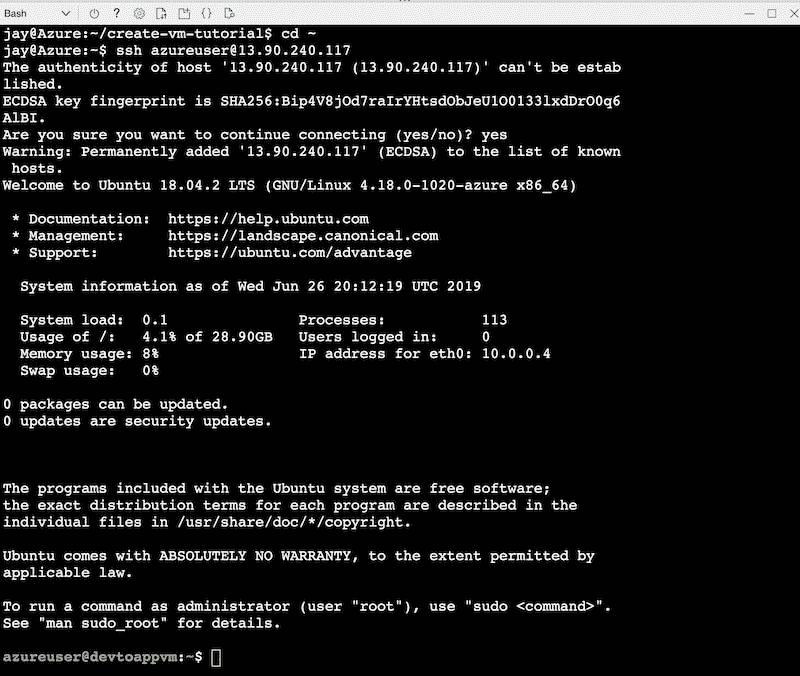 Bash
jay@Azure:~/create-vm-tutorial$ cd ~
jay@Azure:~$ ssh azureuser@13.90.240.117
The authenticity of host '13.90.240.117 (13.90.240.117)' can't be estab
lished.
ECDSA key fingerprint is SHA256:Bip4V8jOd7raIrYHtsdObJeU1O0133lxdDrO0q6
AlBI.
Are you sure you want to continue connecting (yes/no)? yes
Warning: Permanently added '13.90.240.117' (ECDSA) to the list of known
 hosts.
Welcome to Ubuntu 18.04.2 LTS (GNU/Linux 4.18.0-1020-azure x86_64)
* Documentation:  https://help.ubuntu.com
* Management:     https://landscape.canonical.com
* Support:        https://ubuntu.com/advantage
System information as of Wed Jun 26 20:12:19 UTC 2019
System load:  0.1               Processes:           113
Usage of /:   4.1% of 28.90GB   Users logged in:     0
Memory usage: 8%                IP address for eth0: 10.0.0.4
Swap usage:   0%
0 packages can be updated.
0 updates are security updates.
The programs included with the Ubuntu system are free software;
the exact distribution terms for each program are described in the
individual files in /usr/share/doc/*/copyright.
Ubuntu comes with ABSOLUTELY NO WARRANTY, to the extent permitted by
applicable law.
To run a command as administrator (user "root"), use "sudo <command>".
See "man sudo_root" for details.
azureuser@devtoappvm:~$